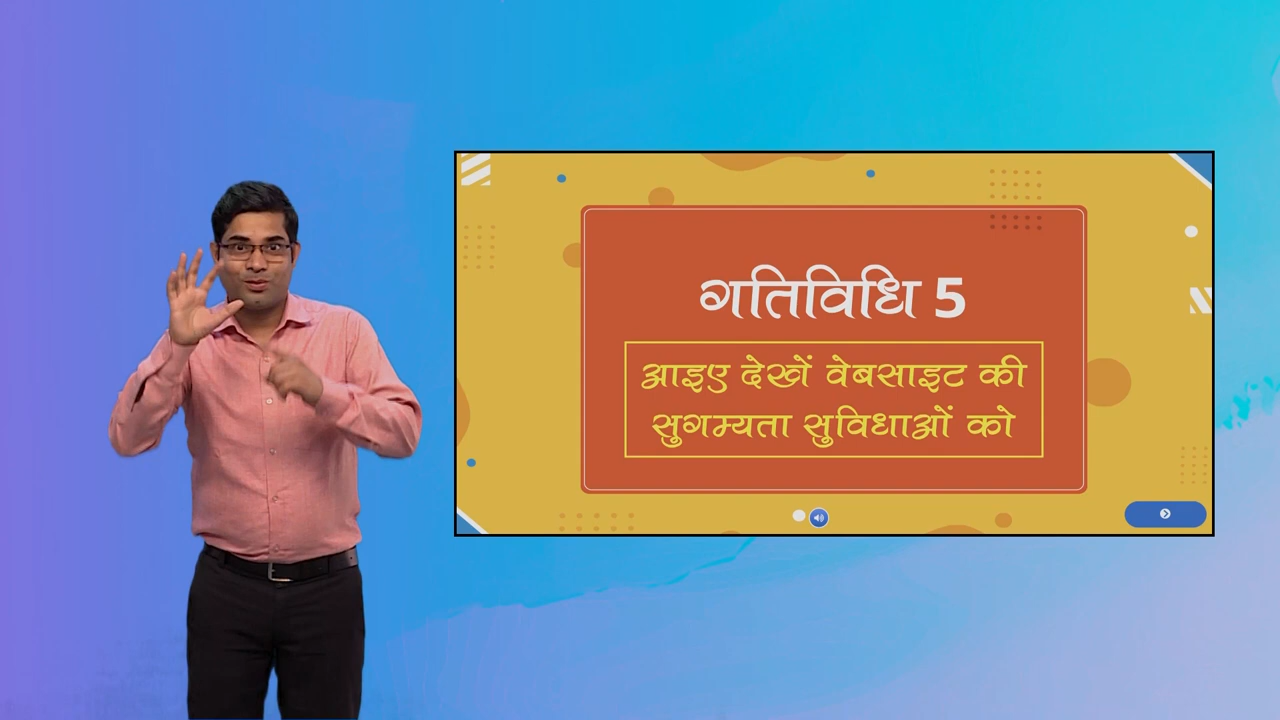 गतिविधि 5
आइए देखें वेबसाइट की
सुगम्यता सुविधाओं को